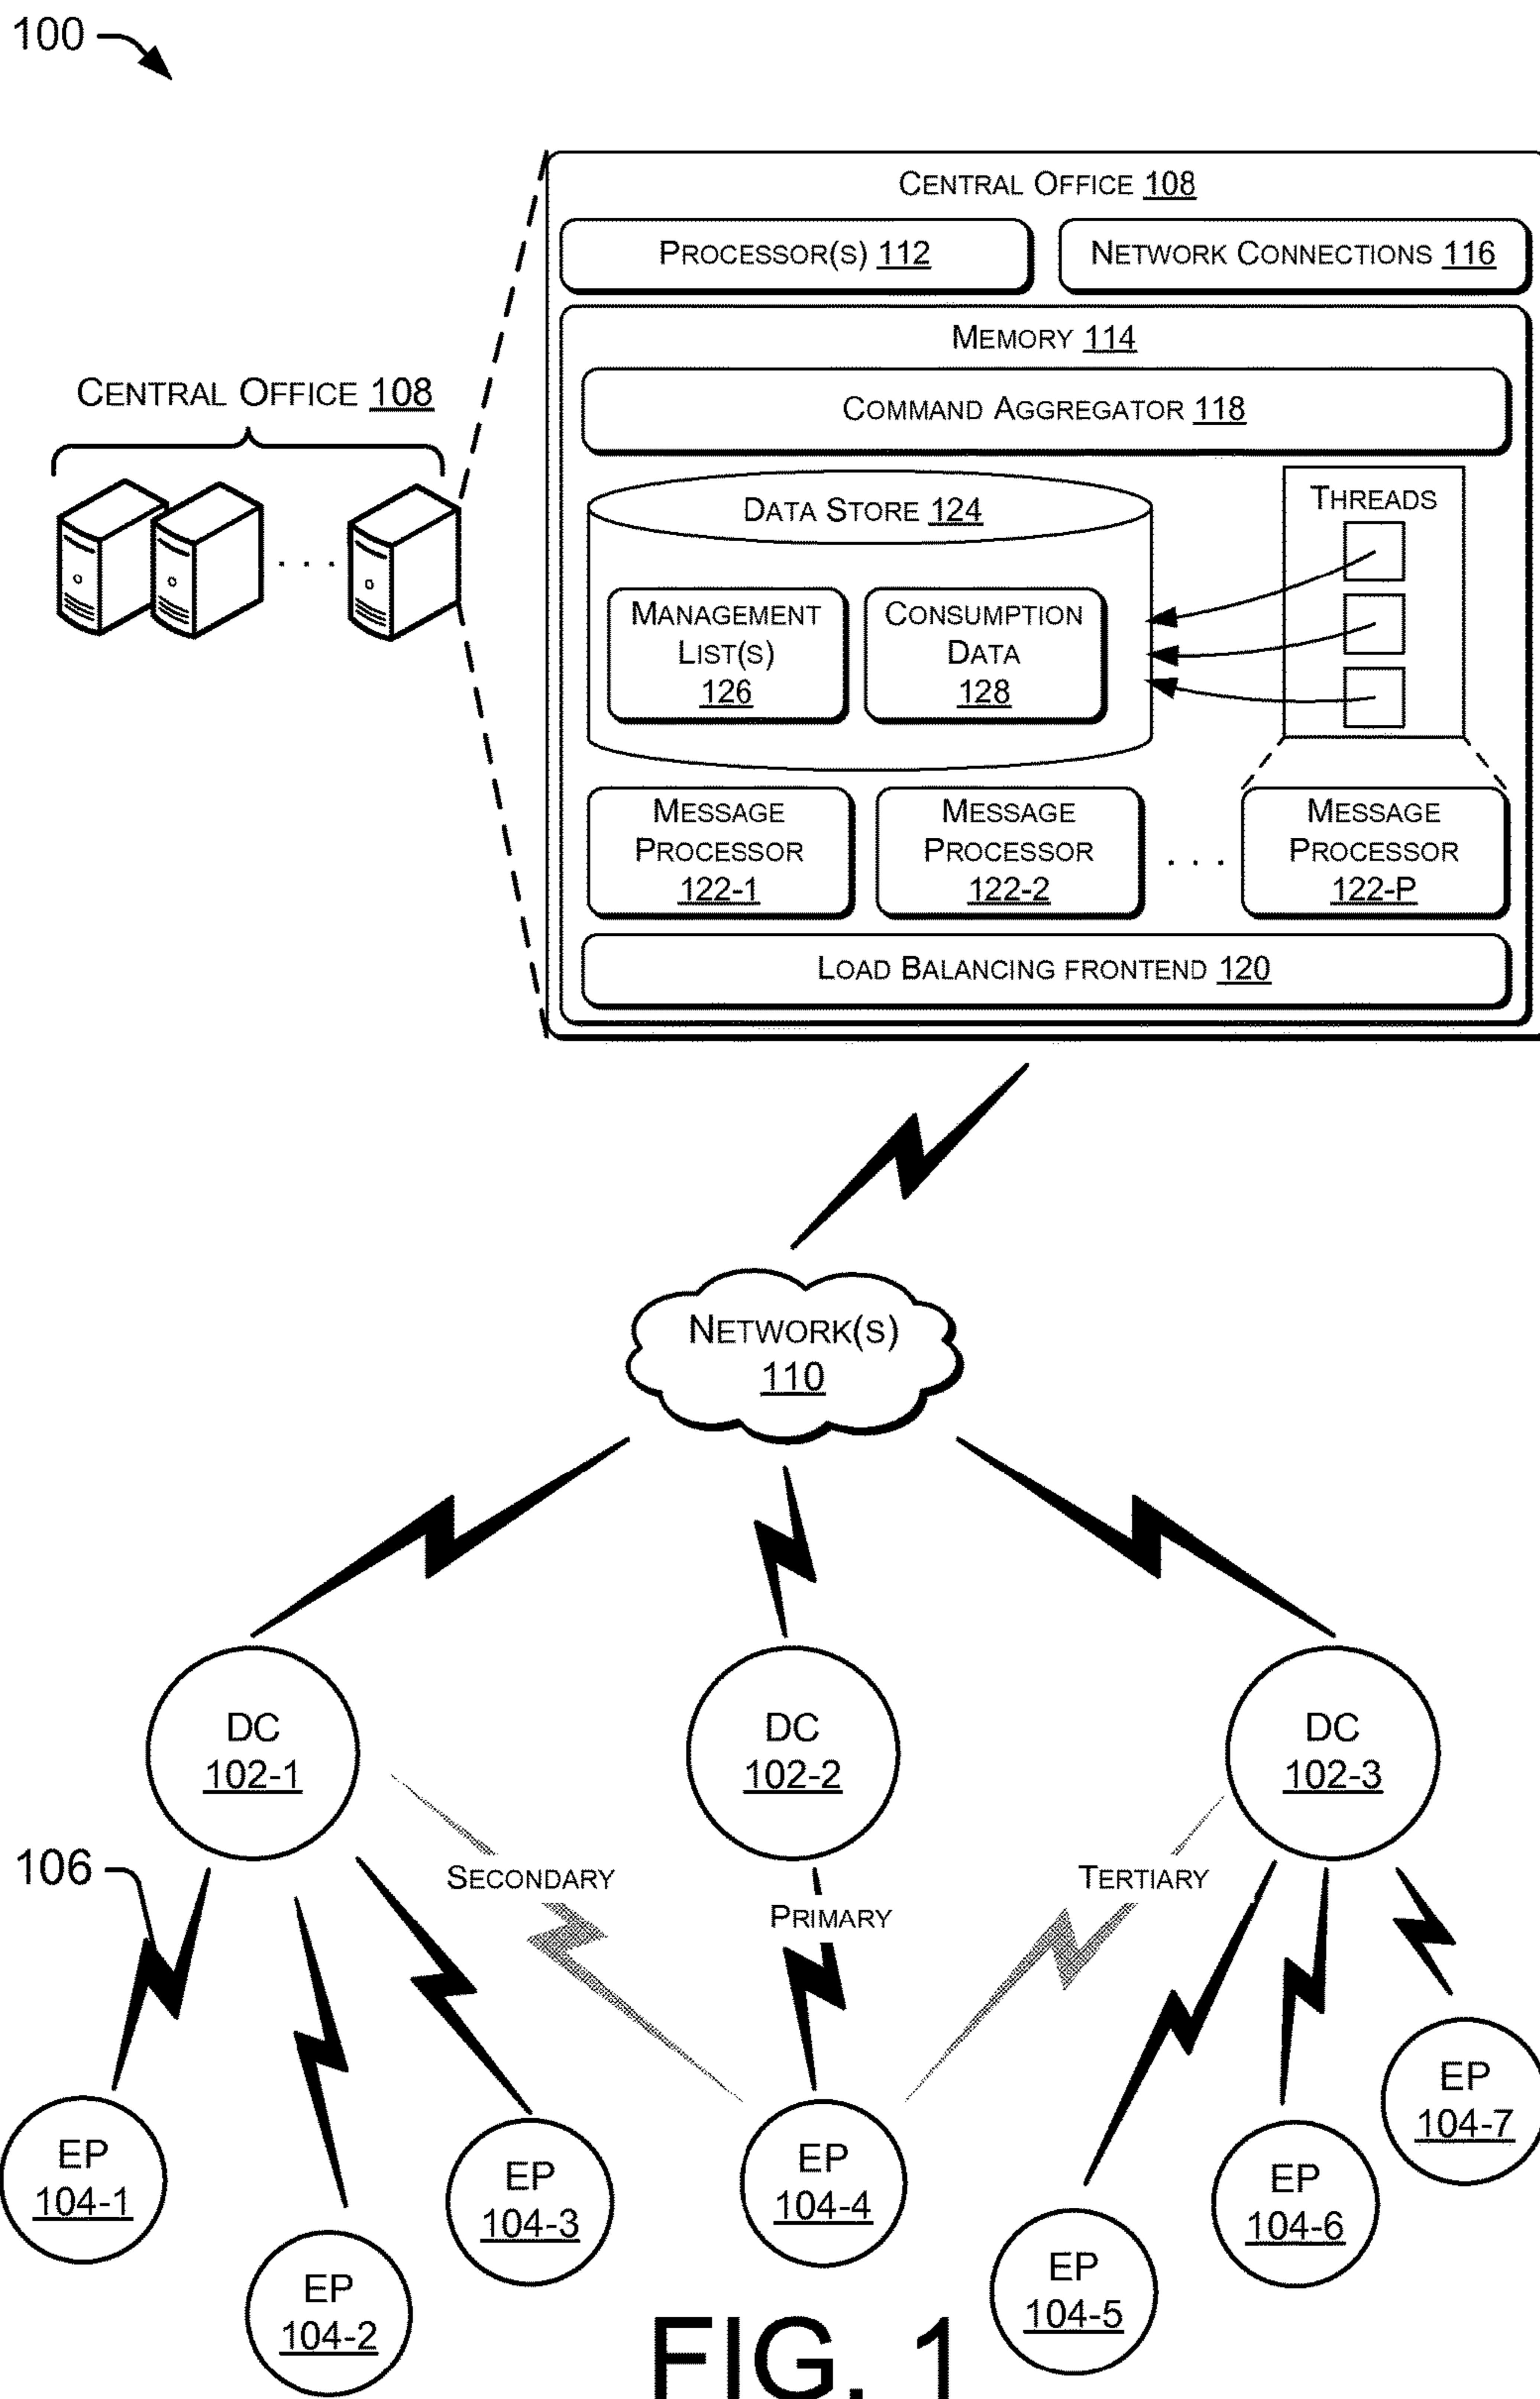 100
CENTRAL OFFICE 108
PROCESSOR(S) 112
NETWORK CONNECTIONS 116
MEMORY 114
COMMAND AGGREGATOR 118
CENTRAL OFFICE 108
DATA STORE 124
THREADS
MANAGEMENT
LIST(S)
126
CONSUMPTION
DATA
128
MESSAGE
PROCESSOR
122-1
MESSAGE
PROCESSOR
122-2
. . .
MESSAGE
PROCESSOR
122-P
LOAD BALANCING FRONTEND 120
NETWORK(S)
110
DC
102-1
DC
102-2
DC
102-3
106
SECONDARY
PRIMARY
TERTIARY
EP
104-1
EP
104-2
EP
104-3
EP
104-4
EP
104-5
EP
104-6
EP
104-7
FIG. 1